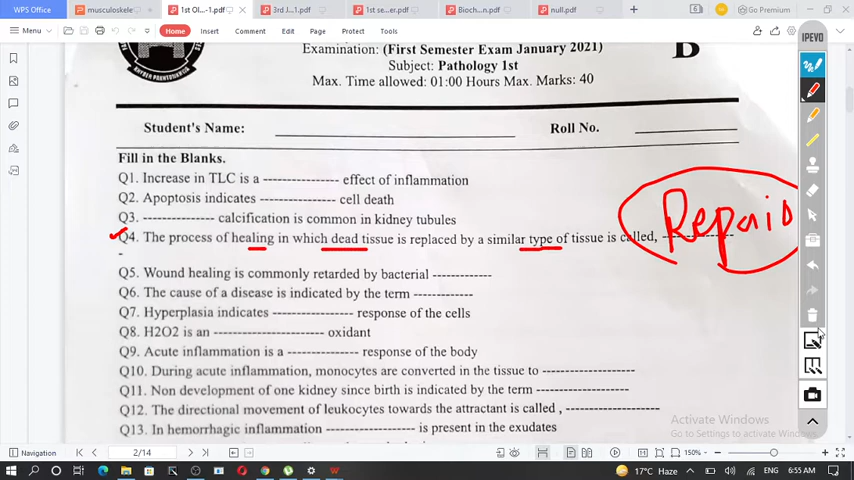 WPS Office
musculoskele
1st Ol...-1.pdf
3rd J...1.pdf
1st se...er.pdf
Bioch...n.pdf
null.pdf
Go Premium
Menu
Home
Insert
Comment
Edit
Page
Protect
Tools
IPEVO
KHYBER PAKHTUNKHWA
Examination: (First Semester Exam January 2021)
B
Subject: Pathology 1st
Max. Time allowed: 01:00 Hours Max. Marks: 40
Student's Name: ______ Roll No. ______
Fill in the Blanks.
Q1. Increase in TLC is a -------------- effect of inflammation
Q2. Apoptosis indicates -------------- cell death
Q3. -------------- calcification is common in kidney tubules
Q4. The process of healing in which dead tissue is replaced by a similar type of tissue is called, --------------
-
Repair
Q5. Wound healing is commonly retarded by bacterial -----------
Q6. The cause of a disease is indicated by the term -----------
Q7. Hyperplasia indicates ------------- response of the cells
Q8. H2O2 is an -------------------- oxidant
Q9. Acute inflammation is a ------------- response of the body
Q10. During acute inflammation, monocytes are converted in the tissue to -----------------
Q11. Non development of one kidney since birth is indicated by the term -----------------
Q12. The directional movement of leukocytes towards the attractant is called , -----------------
Q13. In hemorrhagic inflammation ---------------- is present in the exudates
Activate Windows
Go to Settings to activate Windows.
2/14
150%
17°C Haze
ENG
6:55 AM